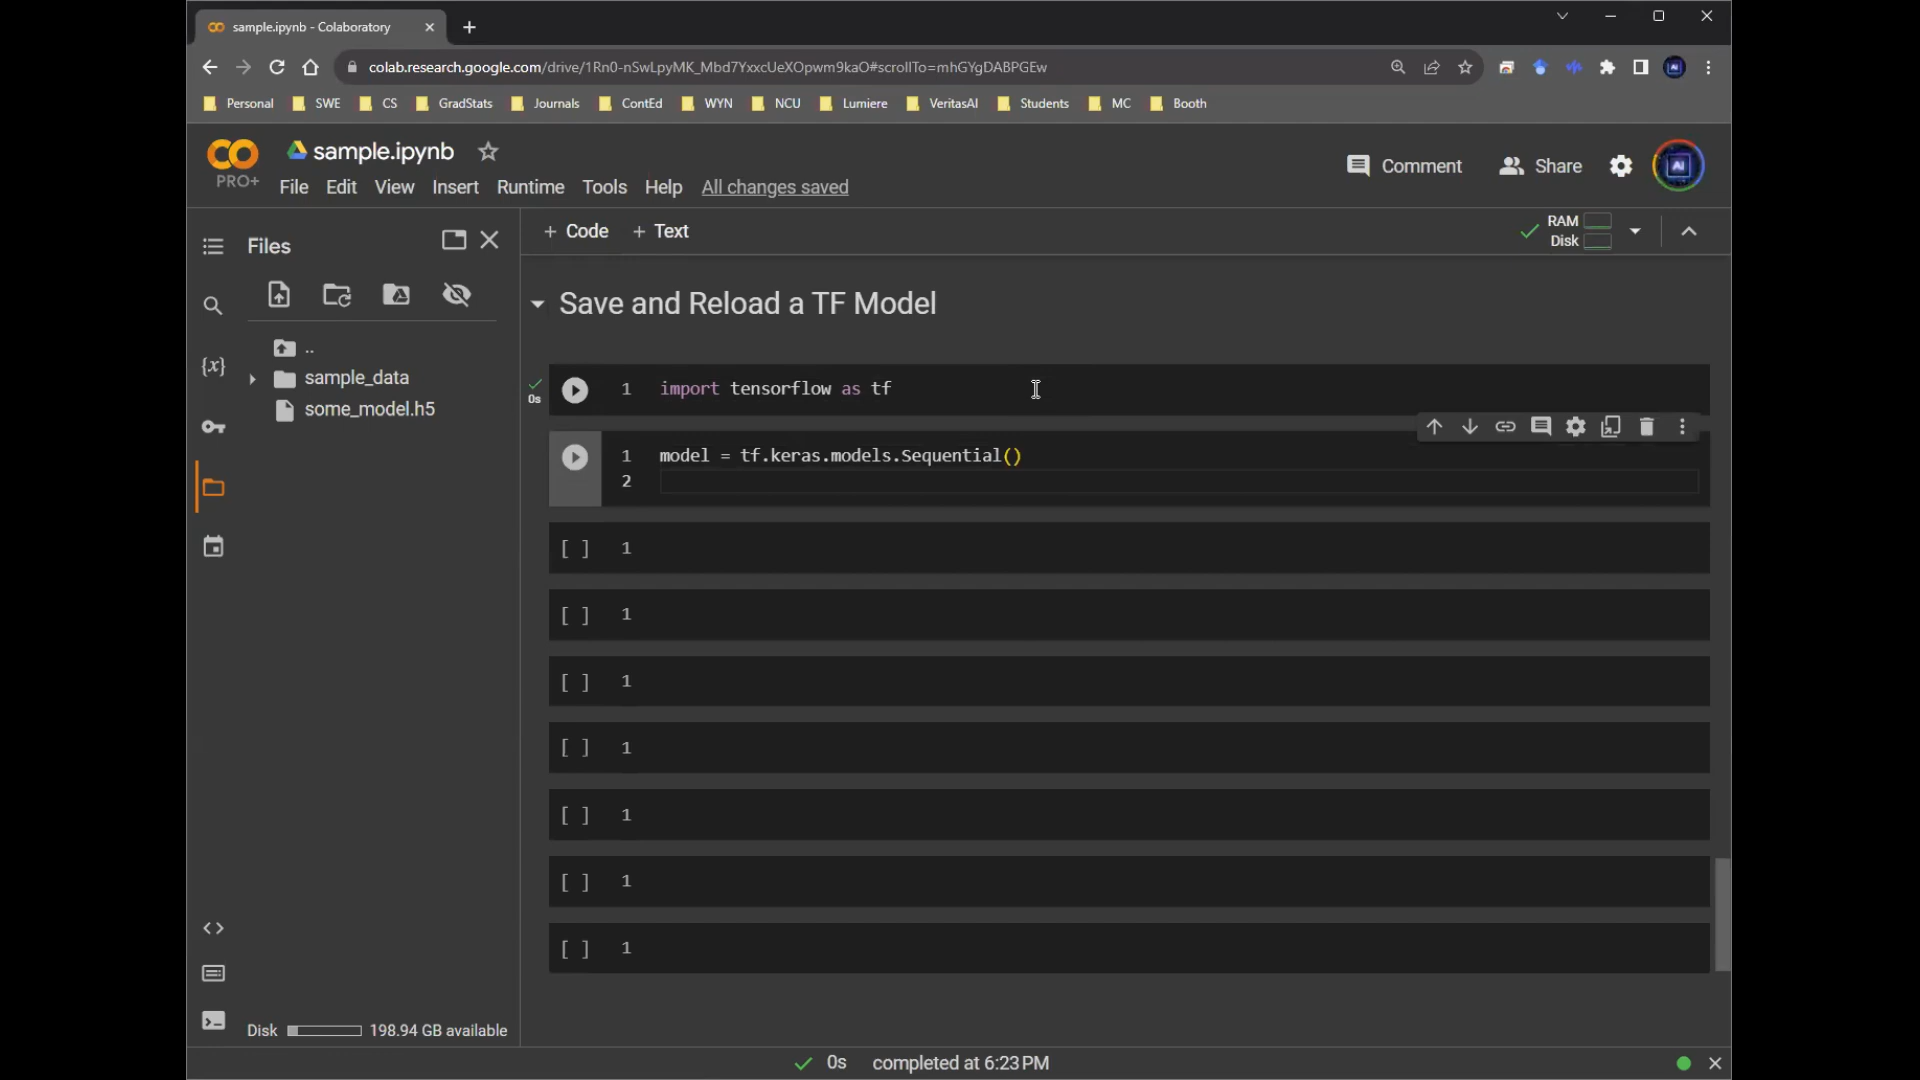 sample.ipynb - Colaboratory
colab.research.google.com/drive/1Rn0-nSwLpyMK_Mbd7YxxcUeXOpwm9kaO#scrollTo=mhGYgDABPGEw
Personal SWE CS GradStats Journals ContEd WYN NCU Lumiere VeritasAI Students MC Booth
CO
PRO+
sample.ipynb
Comment Share
File Edit View Insert Runtime Tools Help All changes saved
AI
Files
+ Code + Text
RAM
Disk
Save and Reload a TF Model
..
sample_data
some_model.h5
{x}
0s
1 import tensorflow as tf
1 model = tf.keras.models.Sequential()
2
[ ] 1
[ ] 1
[ ] 1
[ ] 1
[ ] 1
[ ] 1
[ ] 1
Disk 198.94 GB available
0s completed at 6:23 PM